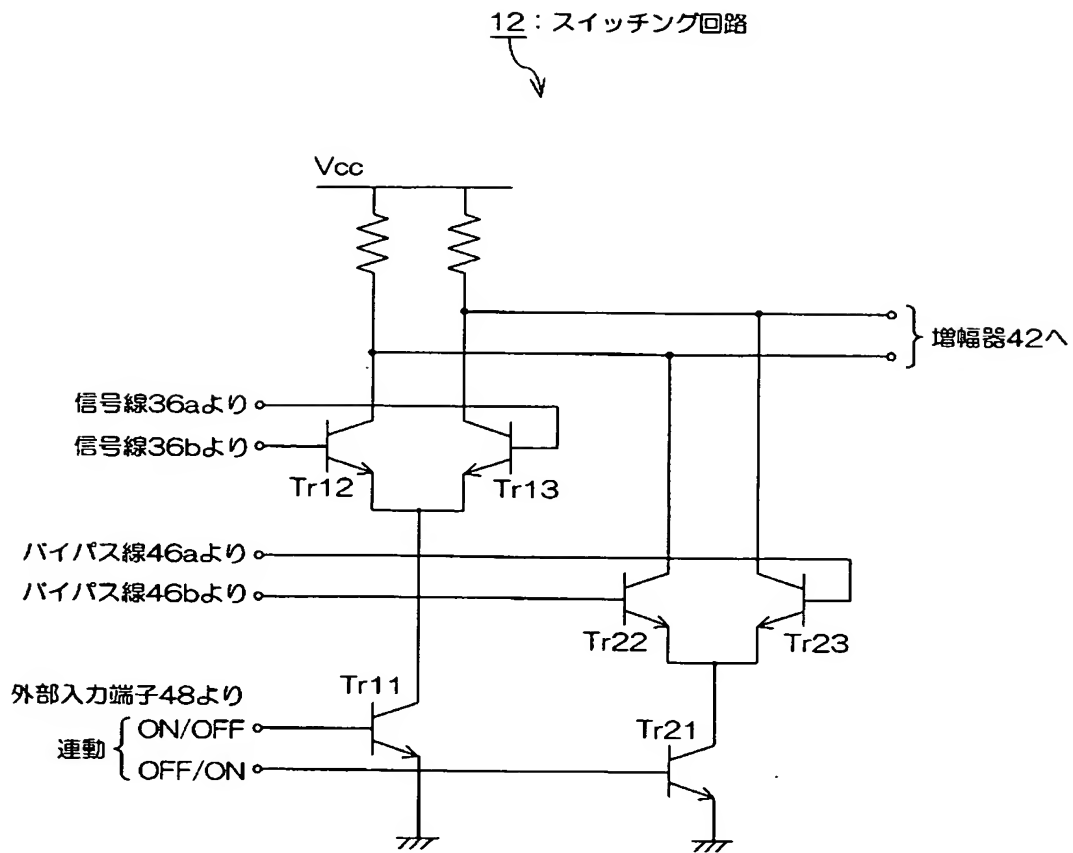 12：スイッチング回路
Vcc
増幅器42へ
信号線36aより
信号線36bより
Tr12
Tr13
バイパス線46aより
バイパス線46bより
Tr22
Tr23
外部入力端子48より
Tr11
連動
ON/OFF
Tr21
OFF/ON